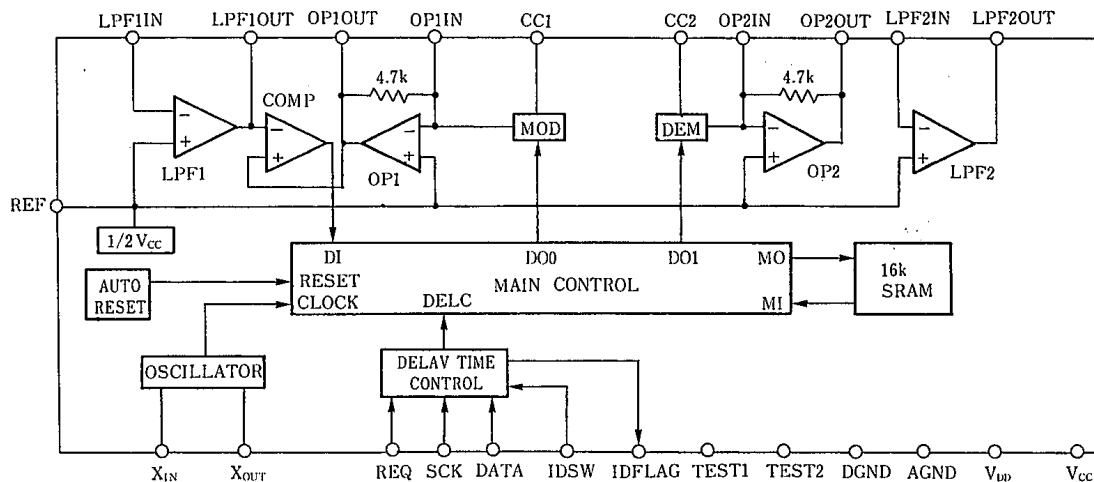 LPF1IN LPF1OUT OP1OUT OP1IN CC1 CC2 OP2IN OP2OUT LPF2IN LPF2OUT
4.7k 4.7k
COMP
MOD DEM
LPF1 OP1 OP2 LPF2
− + − + − + − + − +
REF
1/2 VCC
DI DO0 DO1 MO
AUTO
RESET
RESET
CLOCK
MAIN CONTROL
DELC
MI
16k
SRAM
OSCILLATOR
DELAV TIME
CONTROL
XIN XOUT REQ SCK DATA IDSW IDFLAG TEST1 TEST2 DGND AGND VDD VCC